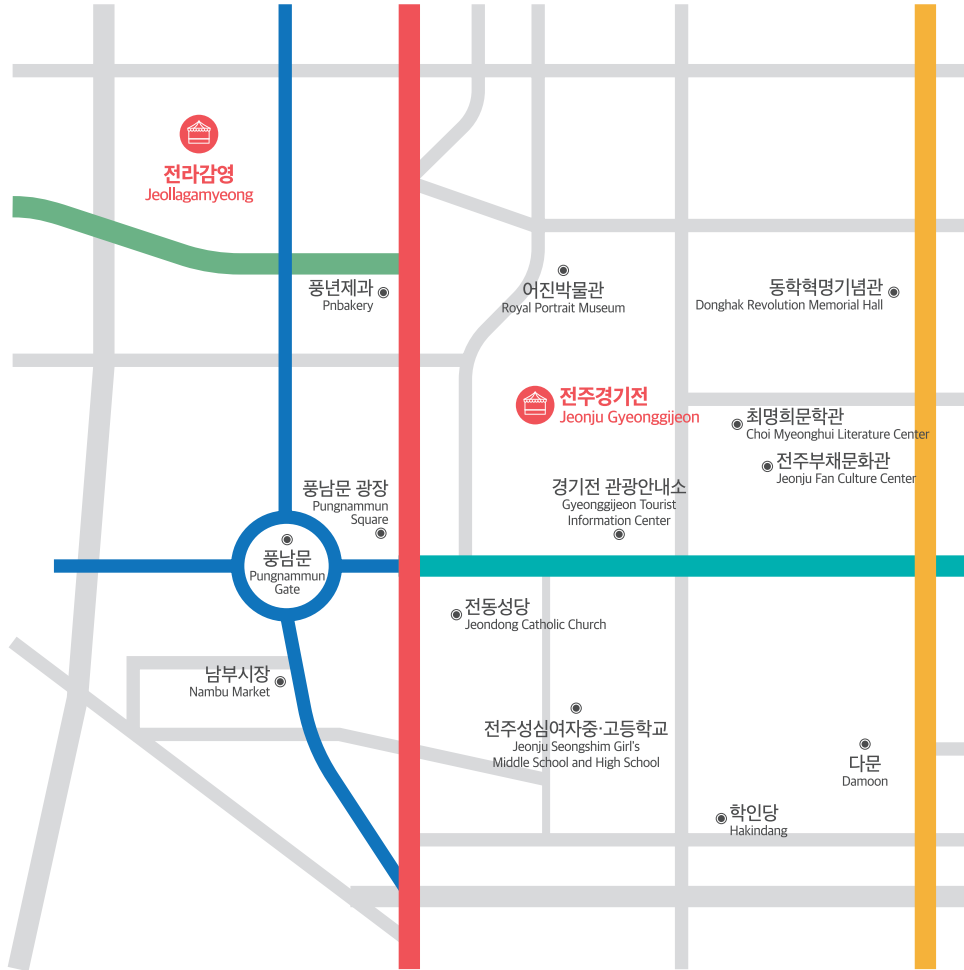 전라감영
Jeollagamyeong
풍년제과
Pnbakery
어진박물관
Royal Portrait Museum
동학혁명기념관
Donghak Revolution Memorial Hall
전주경기전
Jeonju Gyeonggijeon
최명희문학관
Choi Myeonghui Literature Center
전주부채문화관
Jeonju Fan Culture Center
풍남문 광장
Pungnammun
Square
경기전 관광안내소
Gyeonggijeon Tourist
Information Center
풍남문
Pungnammun
Gate
전동성당
Jeondong Catholic Church
남부시장
Nambu Market
전주성심여자중·고등학교
Jeonju Seongshim Girl's
Middle School and High School
다문
Damoon
학인당
Hakindang